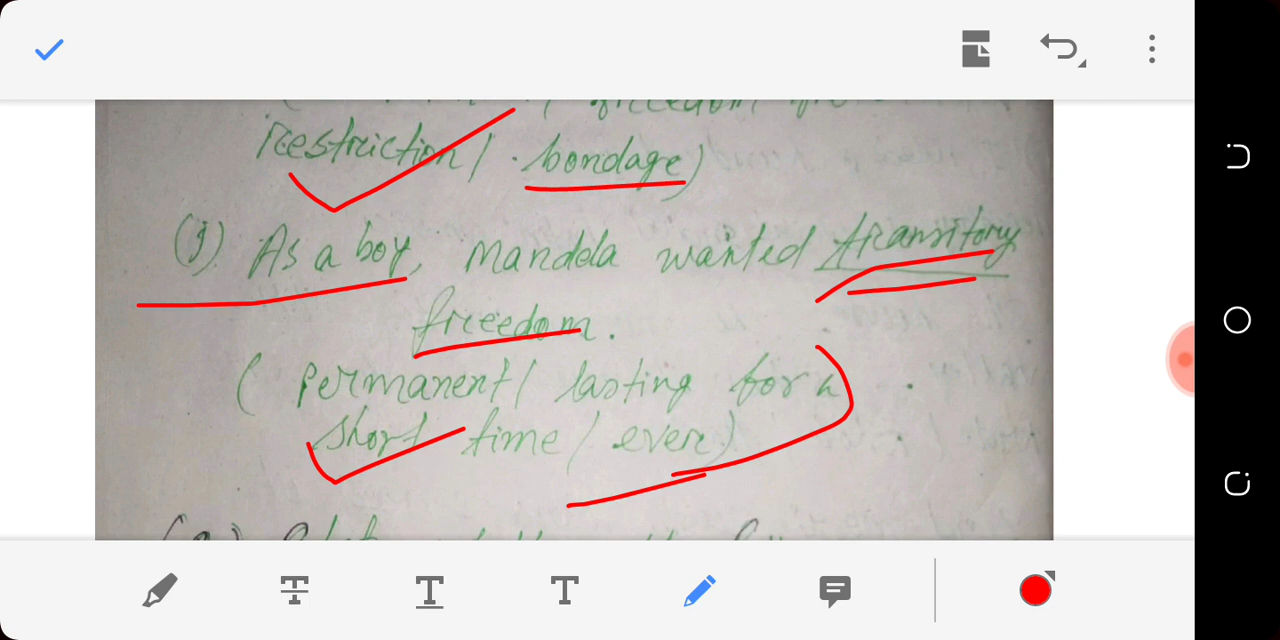 restriction / bondage)
(j). As a boy, Mandela wanted transitory
freedom.
( Permanent / lasting for a
short time / ever)